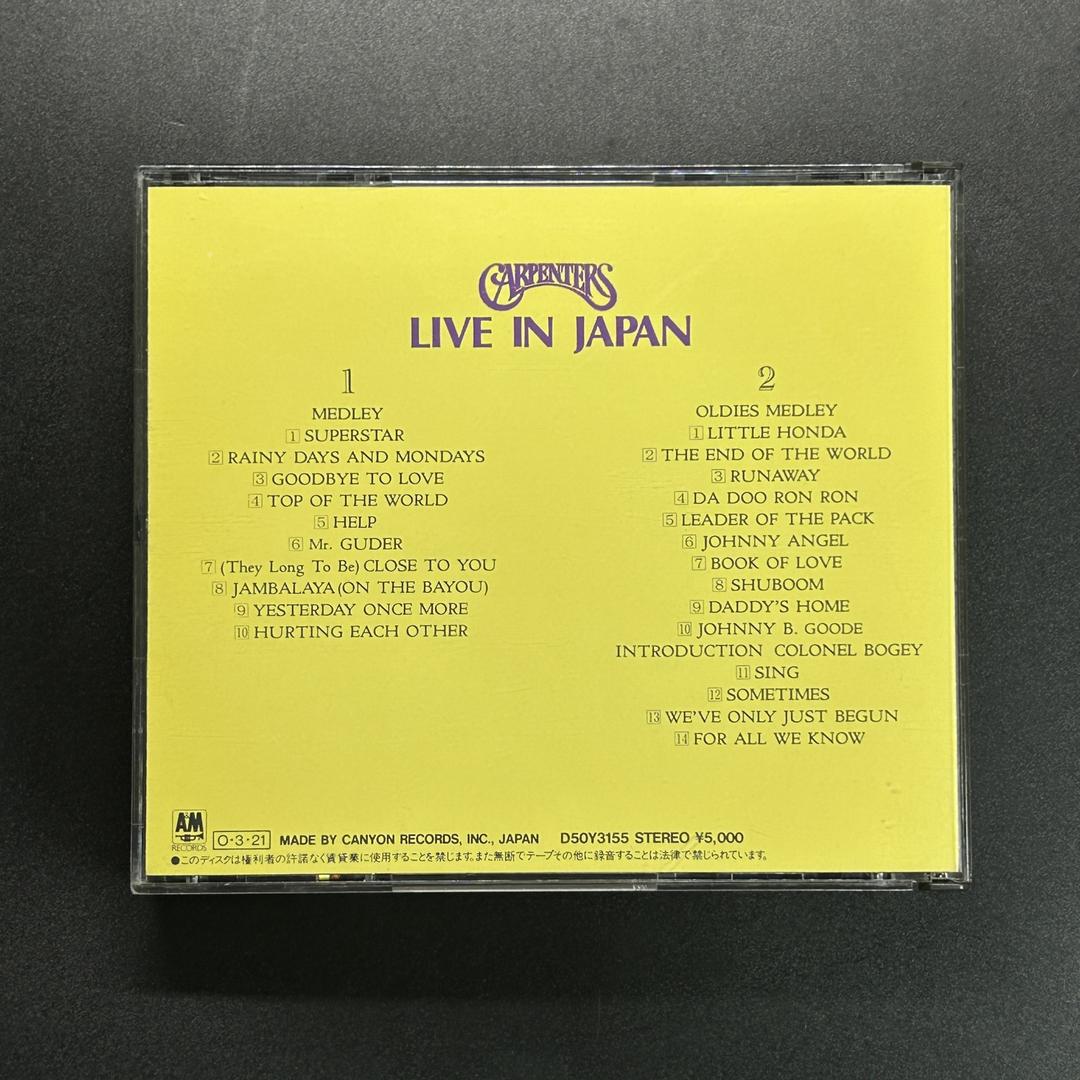 CARPENTERS
LIVE IN JAPAN
1
MEDLEY
1 SUPERSTAR
2 RAINY DAYS AND MONDAYS
3 GOODBYE TO LOVE
4 TOP OF THE WORLD
5 HELP
6 Mr. GUDER
7 (They Long To Be) CLOSE TO YOU
8 JAMBALAYA (ON THE BAYOU)
9 YESTERDAY ONCE MORE
10 HURTING EACH OTHER
2
OLDIES MEDLEY
1 LITTLE HONDA
2 THE END OF THE WORLD
3 RUNAWAY
4 DA DOO RON RON
5 LEADER OF THE PACK
6 JOHNNY ANGEL
7 BOOK OF LOVE
8 SHUBOOM
9 DADDY'S HOME
10 JOHNNY B. GOODE
INTRODUCTION COLONEL BOGEY
11 SING
12 SOMETIMES
13 WE'VE ONLY JUST BEGUN
14 FOR ALL WE KNOW
A&M
RECORDS
O・3・21 MADE BY CANYON RECORDS, INC., JAPAN D50Y3155 STEREO ¥5,000
●このディスクは権利者の許諾なく賃貸業に使用することを禁じます。また無断でテープその他に録音することは法律で禁じられています。